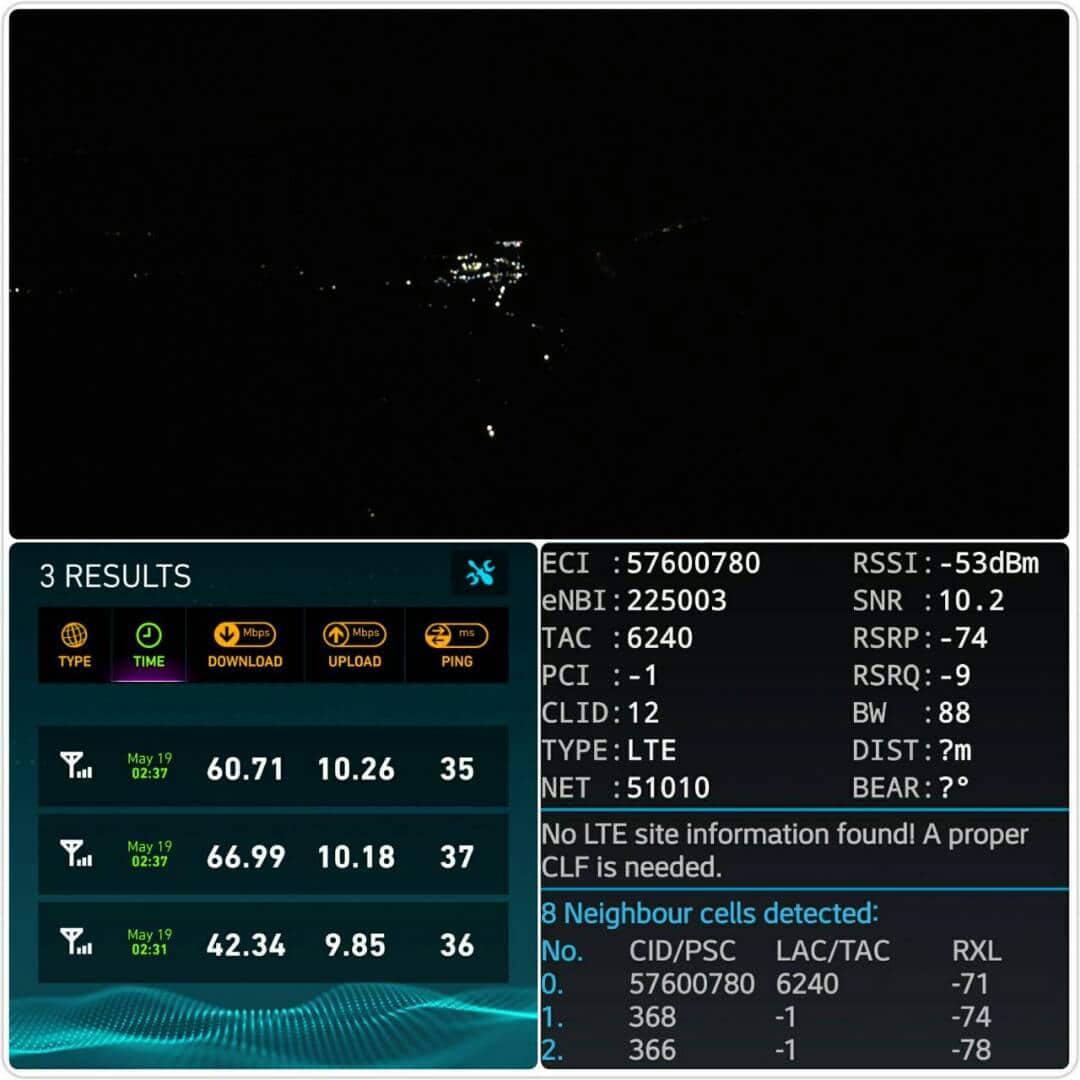 3 RESULTS
TYPE TIME Mbps DOWNLOAD Mbps UPLOAD ms PING
May 19 02:37 60.71 10.26 35
May 19 02:37 66.99 10.18 37
May 19 02:31 42.34 9.85 36
ECI :57600780 RSSI:-53dBm
eNBI:225003 SNR :10.2
TAC :6240 RSRP:-74
PCI :-1 RSRQ:-9
CLID:12 BW :88
TYPE:LTE DIST:?m
NET :51010 BEAR:?°
No LTE site information found! A proper
CLF is needed.
8 Neighbour cells detected:
No. CID/PSC LAC/TAC RXL
0. 57600780 6240 -71
1. 368 -1 -74
2. 366 -1 -78